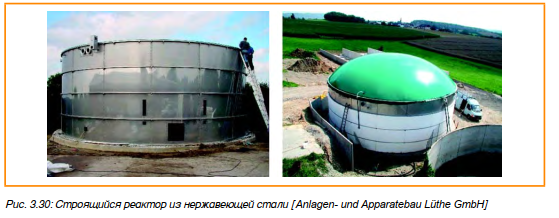 Рис. 3.30: Строящийся реактор из нержавеющей стали [Anlagen- und Apparatebau Lüthe GmbH]